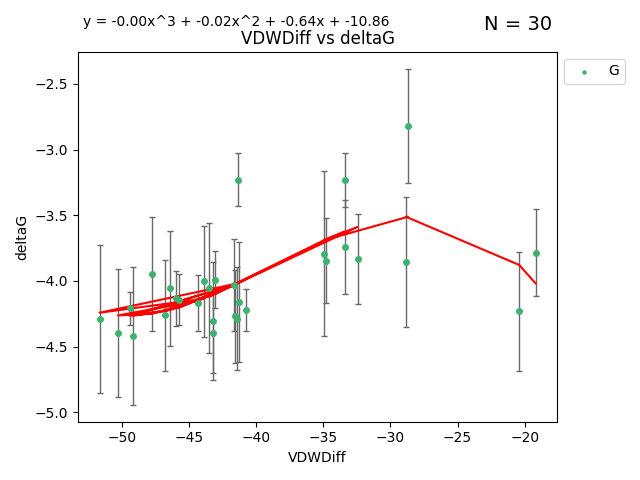 y = -0.00x^3 + -0.02x^2 + -0.64x + -10.86
N = 30
VDWDiff vs deltaG
G
−2.5
−3.0
−3.5
−4.0
−4.5
−5.0
deltaG
−50 −45 −40 −35 −30 −25 −20
VDWDiff